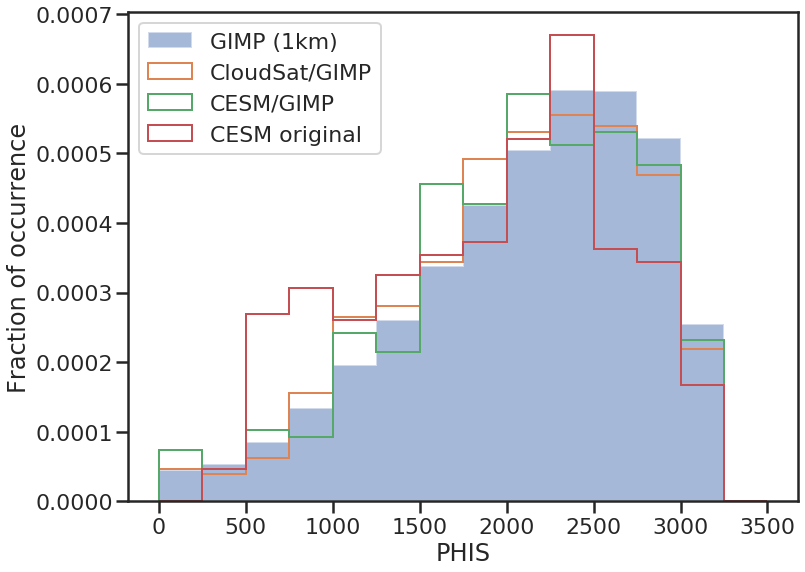 0.0007
0.0006
0.0005
0.0004
0.0003
0.0002
0.0001
0.0000
Fraction of occurrence
GIMP (1km)
CloudSat/GIMP
CESM/GIMP
CESM original
0 500 1000 1500 2000 2500 3000 3500
PHIS